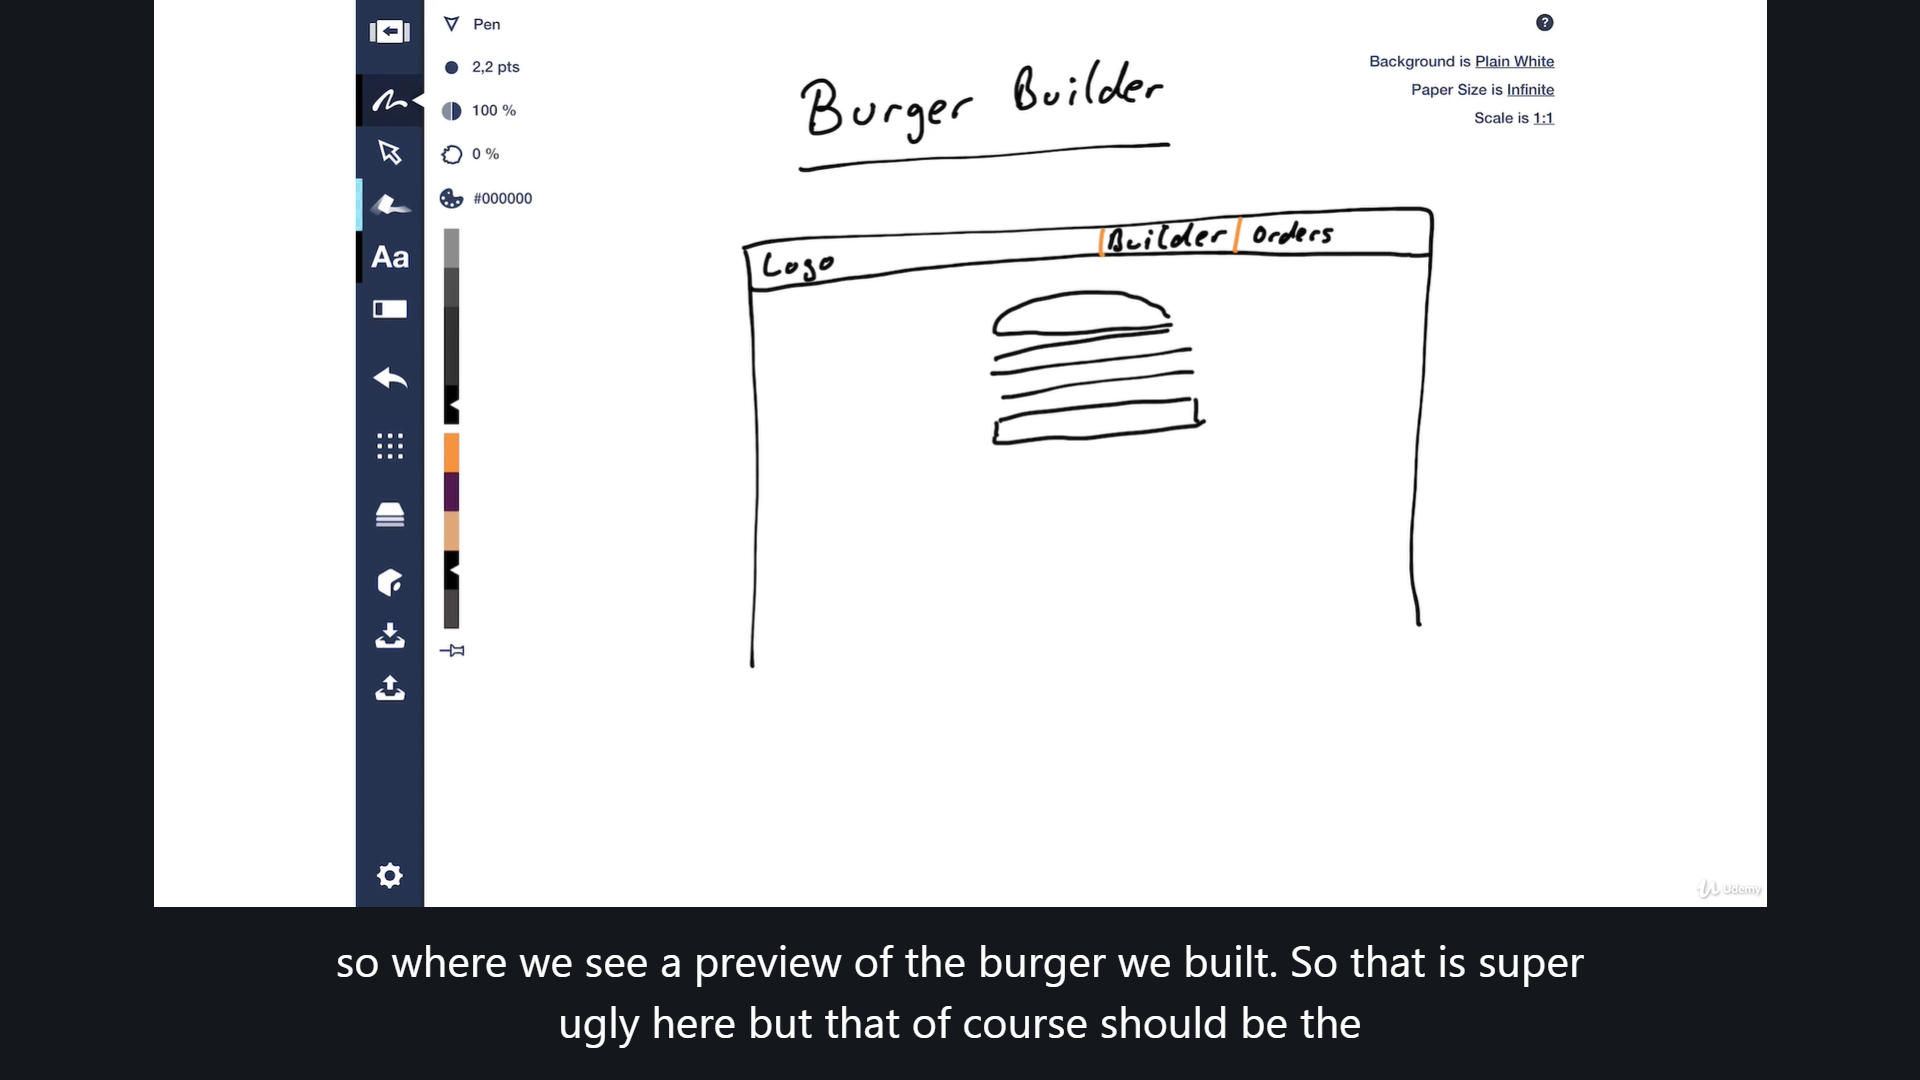 Pen
2,2 pts
100 %
0 %
#000000
Aa
?
Background is Plain White
Paper Size is Infinite
Scale is 1:1
Burger Builder
Logo
Builder
Orders
Udemy
so where we see a preview of the burger we built. So that is super
ugly here but that of course should be the